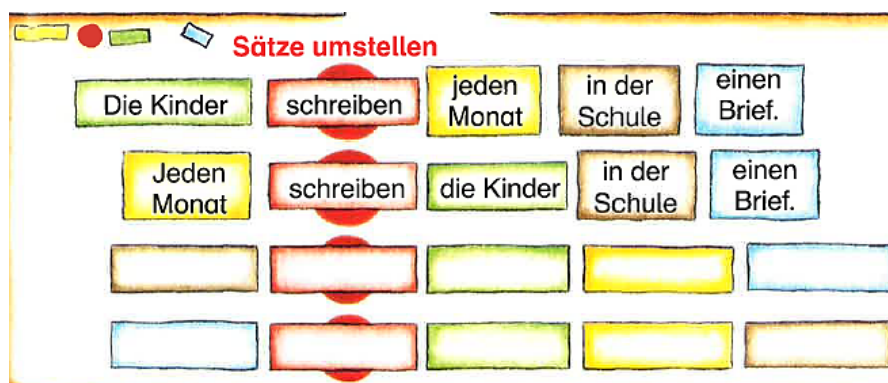 Sätze umstellen
Die Kinder schreiben jeden Monat in der Schule einen Brief.
Jeden Monat schreiben die Kinder in der Schule einen Brief.